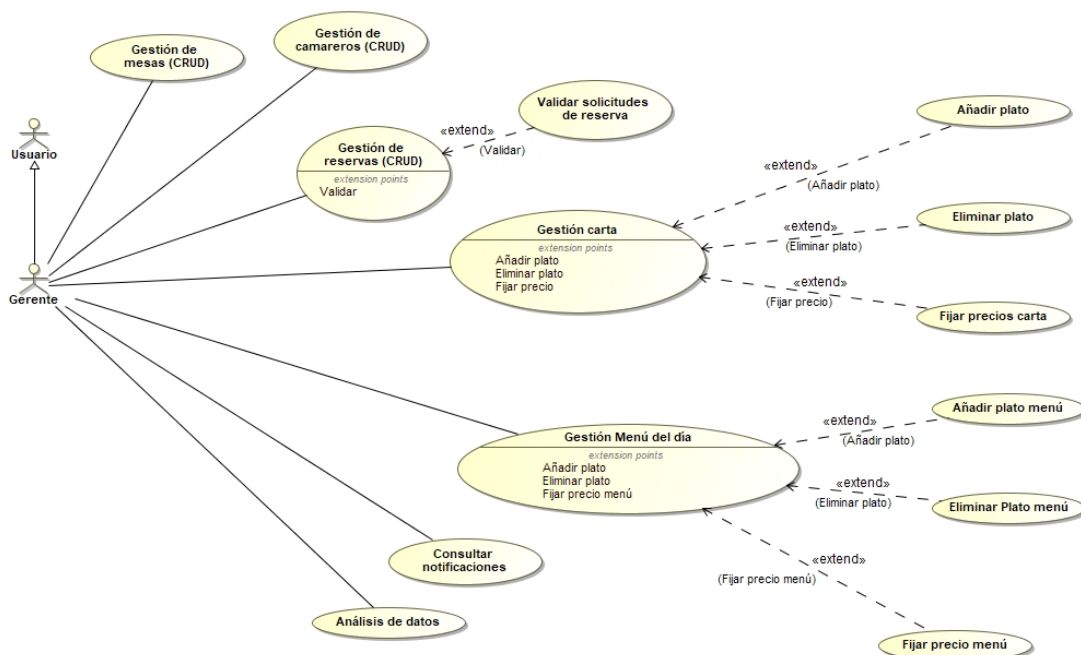 Gestión de
mesas (CRUD)
Gestión de
camareros (CRUD)
Usuario
Gerente
Gestión de
reservas (CRUD)
extension points
Validar
«extend»
(Validar)
Validar solicitudes
de reserva
Gestión carta
extension points
Añadir plato
Eliminar plato
Fijar precio
«extend»
(Añadir plato)
Añadir plato
«extend»
(Eliminar plato)
Eliminar plato
«extend»
(Fijar precio)
Fijar precios carta
Gestión Menú del día
extension points
Añadir plato
Eliminar plato
Fijar precio menú
«extend»
(Añadir plato)
Añadir plato menú
«extend»
(Eliminar plato)
Eliminar Plato menú
«extend»
(Fijar precio menú)
Fijar precio menú
Consultar
notificaciones
Análisis de datos